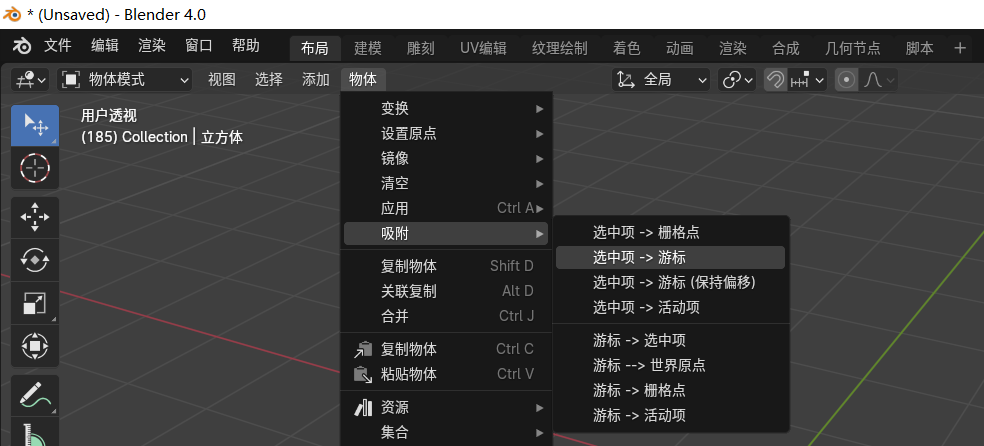 * (Unsaved) - Blender 4.0
文件 编辑 渲染 窗口 帮助 布局 建模 雕刻 UV编辑 纹理绘制 着色 动画 渲染 合成 几何节点 脚本 +
物体模式 视图 选择 添加 物体 全局
用户透视
(185) Collection | 立方体
变换
设置原点
镜像
清空
应用 Ctrl A
吸附
复制物体 Shift D
关联复制 Alt D
合并 Ctrl J
复制物体 Ctrl C
粘贴物体 Ctrl V
资源
集合
选中项 -> 栅格点
选中项 -> 游标
选中项 -> 游标 (保持偏移)
选中项 -> 活动项
游标 -> 选中项
游标 --> 世界原点
游标 -> 栅格点
游标 -> 活动项